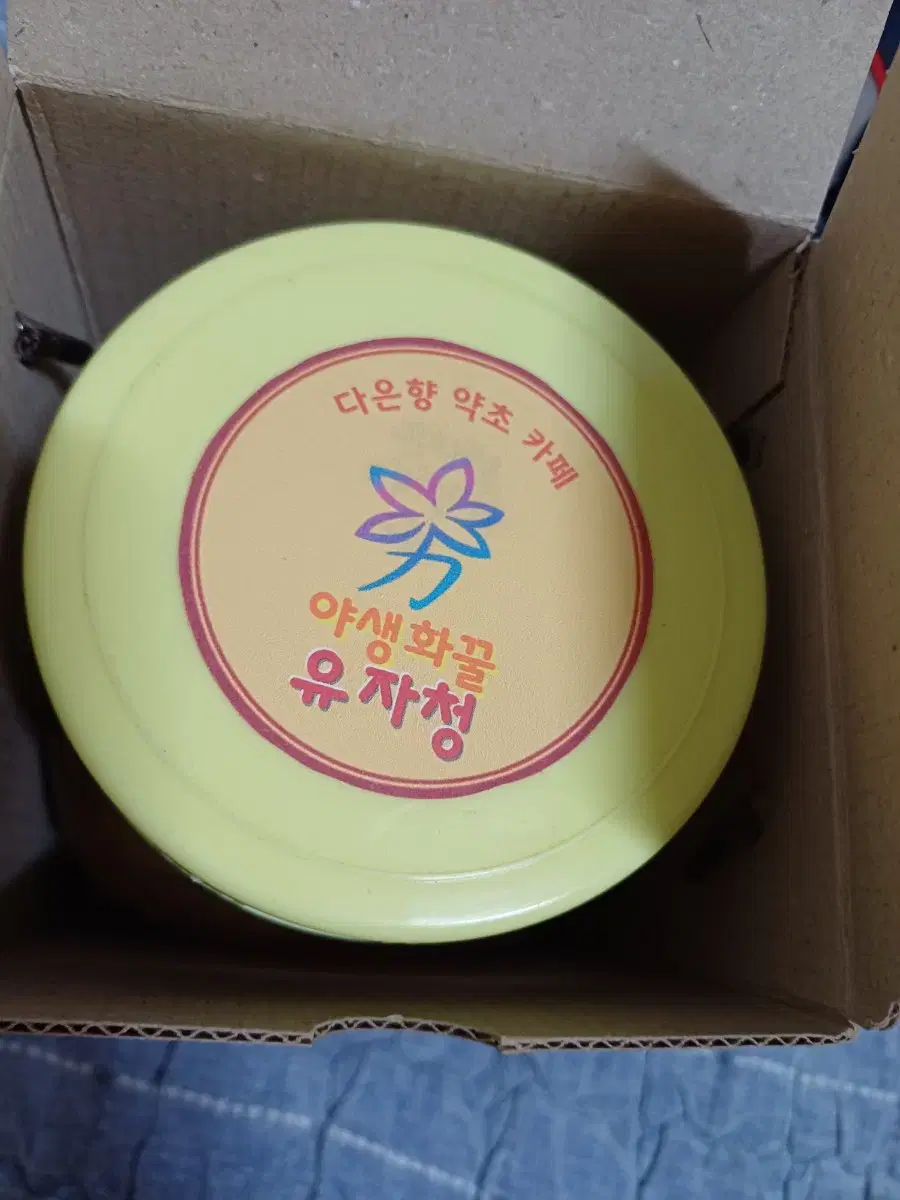 다은향 약초 카페
야생화꿀
유자청